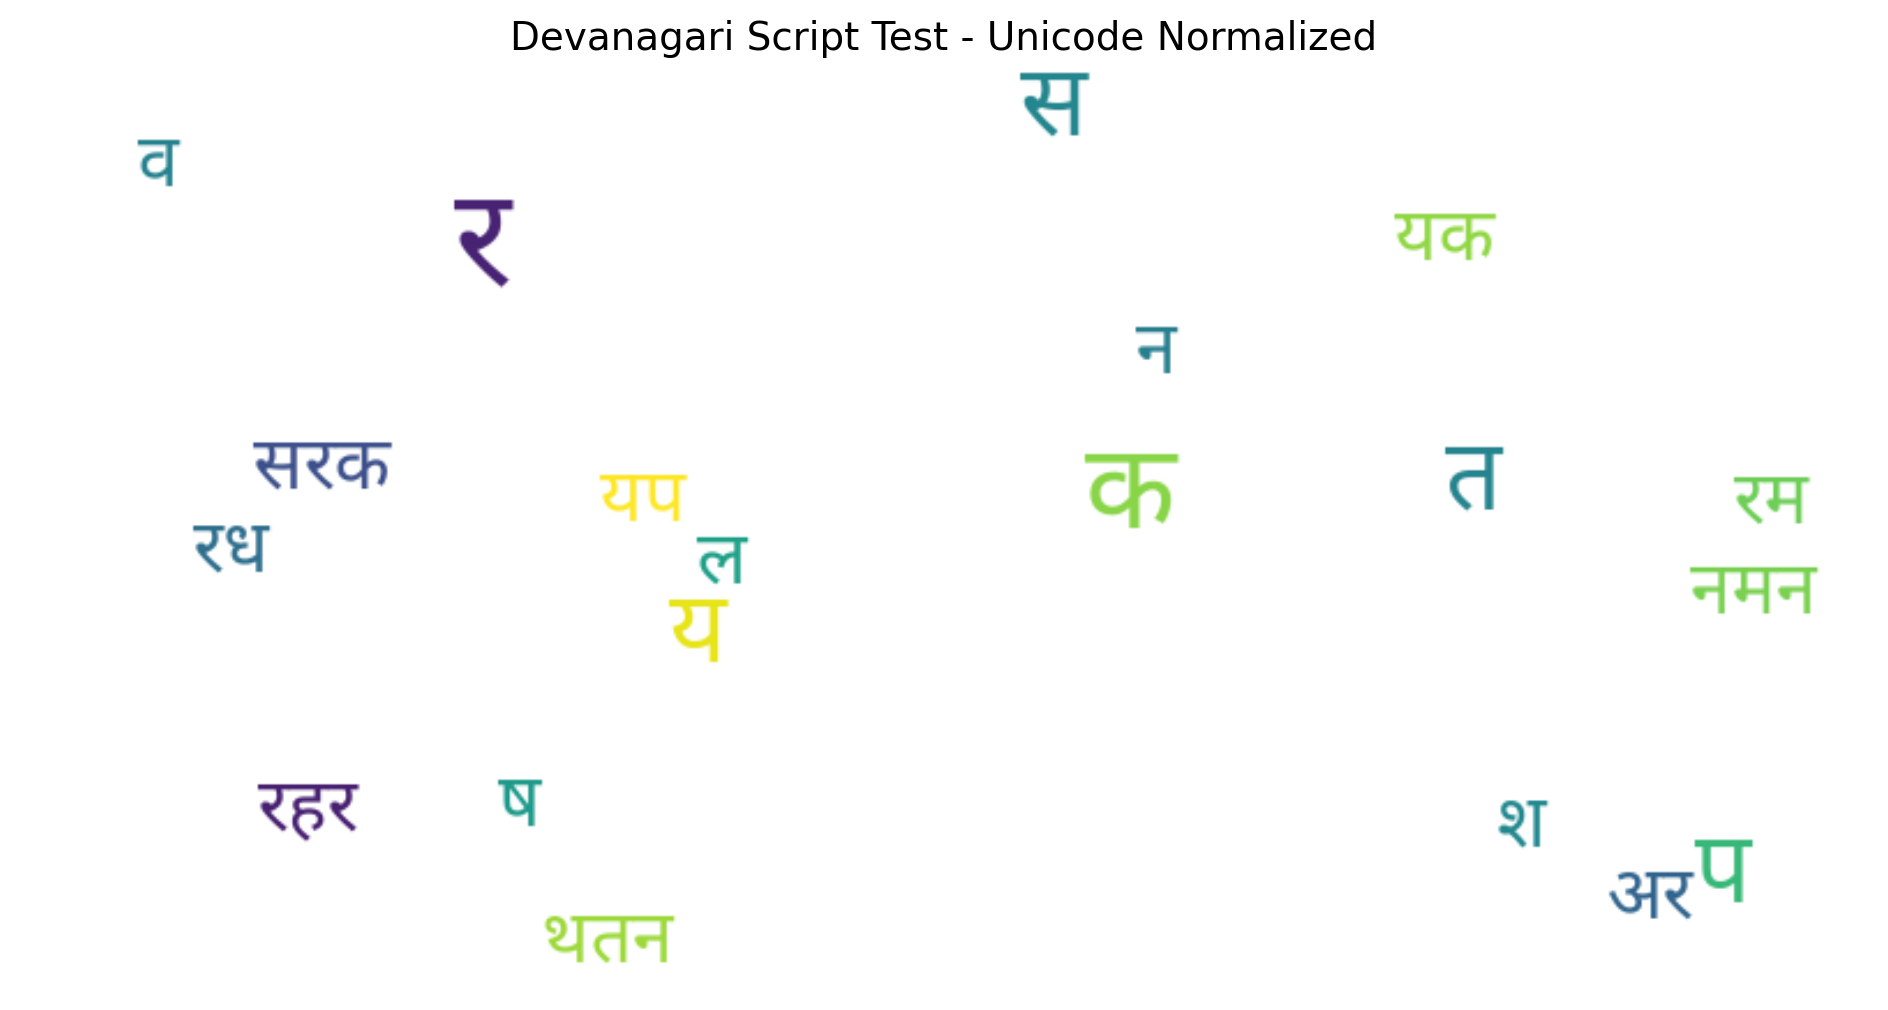 Devanagari Script Test - Unicode Normalized
स
व
र
यक
न
सरक
यप
क
त
रम
रध
ल
नमन
य
रहर
ष
श
प
अर
थतन